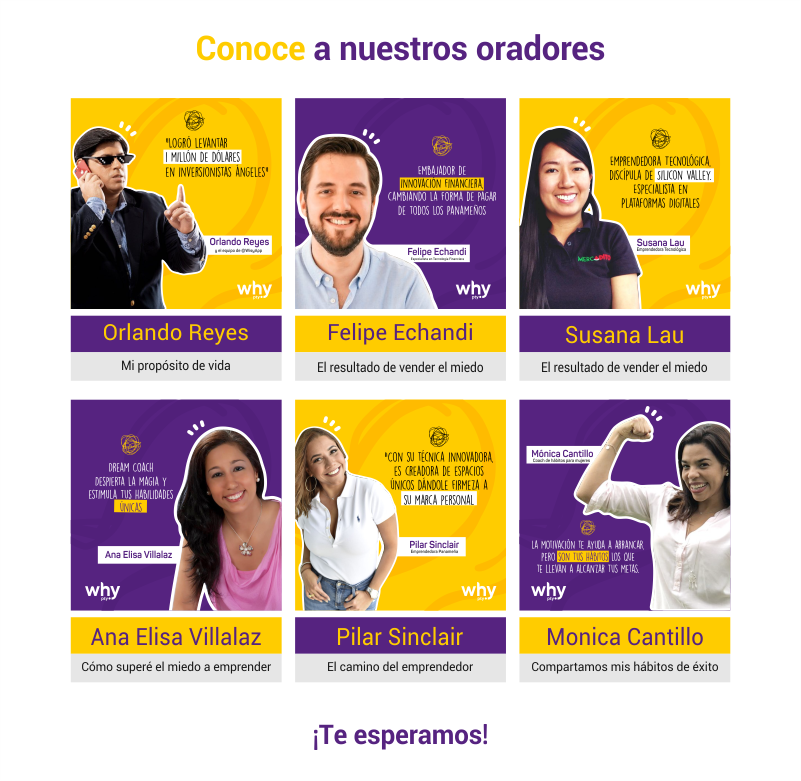 Conoce a nuestros oradores
"LOGRÓ LEVANTAR
1 MILLÓN DE DÓLARES
EN INVERSIONISTAS ÁNGELES"
Orlando Reyes
y el equipo de @WhoyApp
why
pty
Orlando Reyes
Mi propósito de vida
EMBAJADOR DE
INNOVACIÓN FINANCIERA,
CAMBIANDO LA FORMA DE PAGAR
DE TODOS LOS PANAMEÑOS
Felipe Echandi
Especialista en Tecnología Financiera
why
pty
Felipe Echandi
El resultado de vender el miedo
EMPRENDEDORA TECNOLÓGICA,
DISCÍPULA DE SILICON VALLEY.
ESPECIALISTA EN
PLATAFORMAS DIGITALES
Susana Lau
Emprendedora Tecnológica
why
pty
Susana Lau
El resultado de vender el miedo
DREAM COACH
DESPIERTA LA MAGIA Y
ESTIMULA TUS HABILIDADES
ÚNICAS
Ana Elisa Villalaz
why
pty
Ana Elisa Villalaz
Cómo superé el miedo a emprender
"CON SU TÉCNICA INNOVADORA,
ES CREADORA DE ESPACIOS
ÚNICOS DÁNDOLE FIRMEZA A
SU MARCA PERSONAL
Pilar Sinclair
Emprendedora Panameña
why
pty
Pilar Sinclair
El camino del emprendedor
Mónica Cantillo
Coach de hábitos para mujeres
LA MOTIVACIÓN TE AYUDA A ARRANCAR,
PERO SON TUS HÁBITOS LOS QUE
TE LLEVAN A ALCANZAR TUS METAS.
why
pty
Monica Cantillo
Compartamos mis hábitos de éxito
¡Te esperamos!